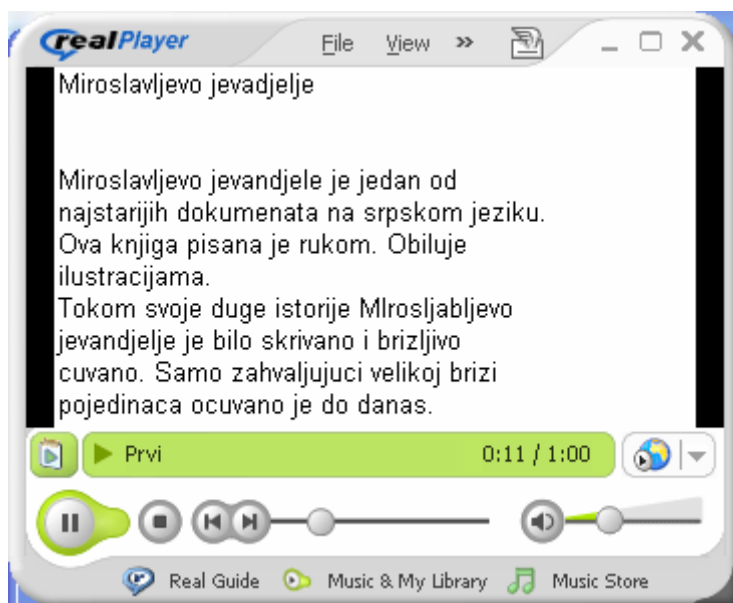 realPlayer File View »
Miroslavljevo jevadjelje
Miroslavljevo jevandjele je jedan od
najstarijih dokumenata na srpskom jeziku.
Ova knjiga pisana je rukom. Obiluje
ilustracijama.
Tokom svoje duge istorije MIrosljabljevo
jevandjelje je bilo skrivano i brizljivo
cuvano. Samo zahvaljujuci velikoj brizi
pojedinaca ocuvano je do danas.
Prvi 0:11 / 1:00
Real Guide Music & My Library Music Store